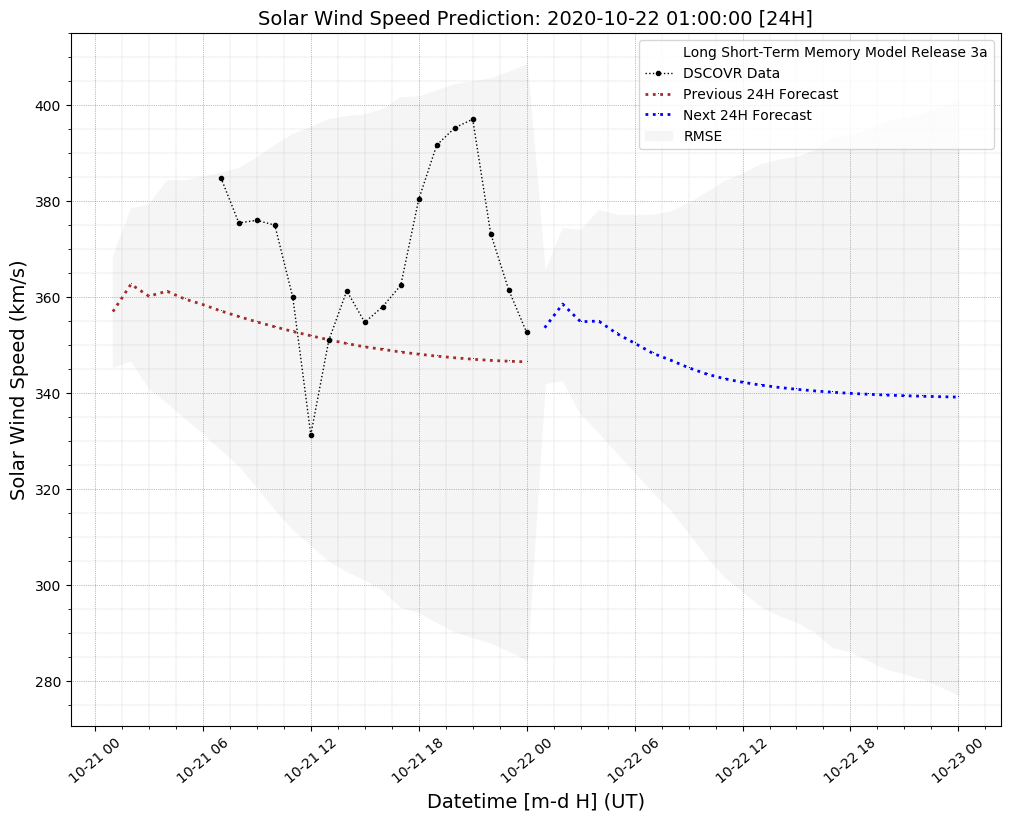 Solar Wind Speed Prediction: 2020-10-22 01:00:00 [24H]
Long Short-Term Memory Model Release 3a
DSCOVR Data
Previous 24H Forecast
Next 24H Forecast
RMSE
Solar Wind Speed (km/s)
400
380
360
340
320
300
280
10-21 00
10-21 06
10-21 12
10-21 18
10-22 00
10-22 06
10-22 12
10-22 18
10-23 00
Datetime [m-d H] (UT)